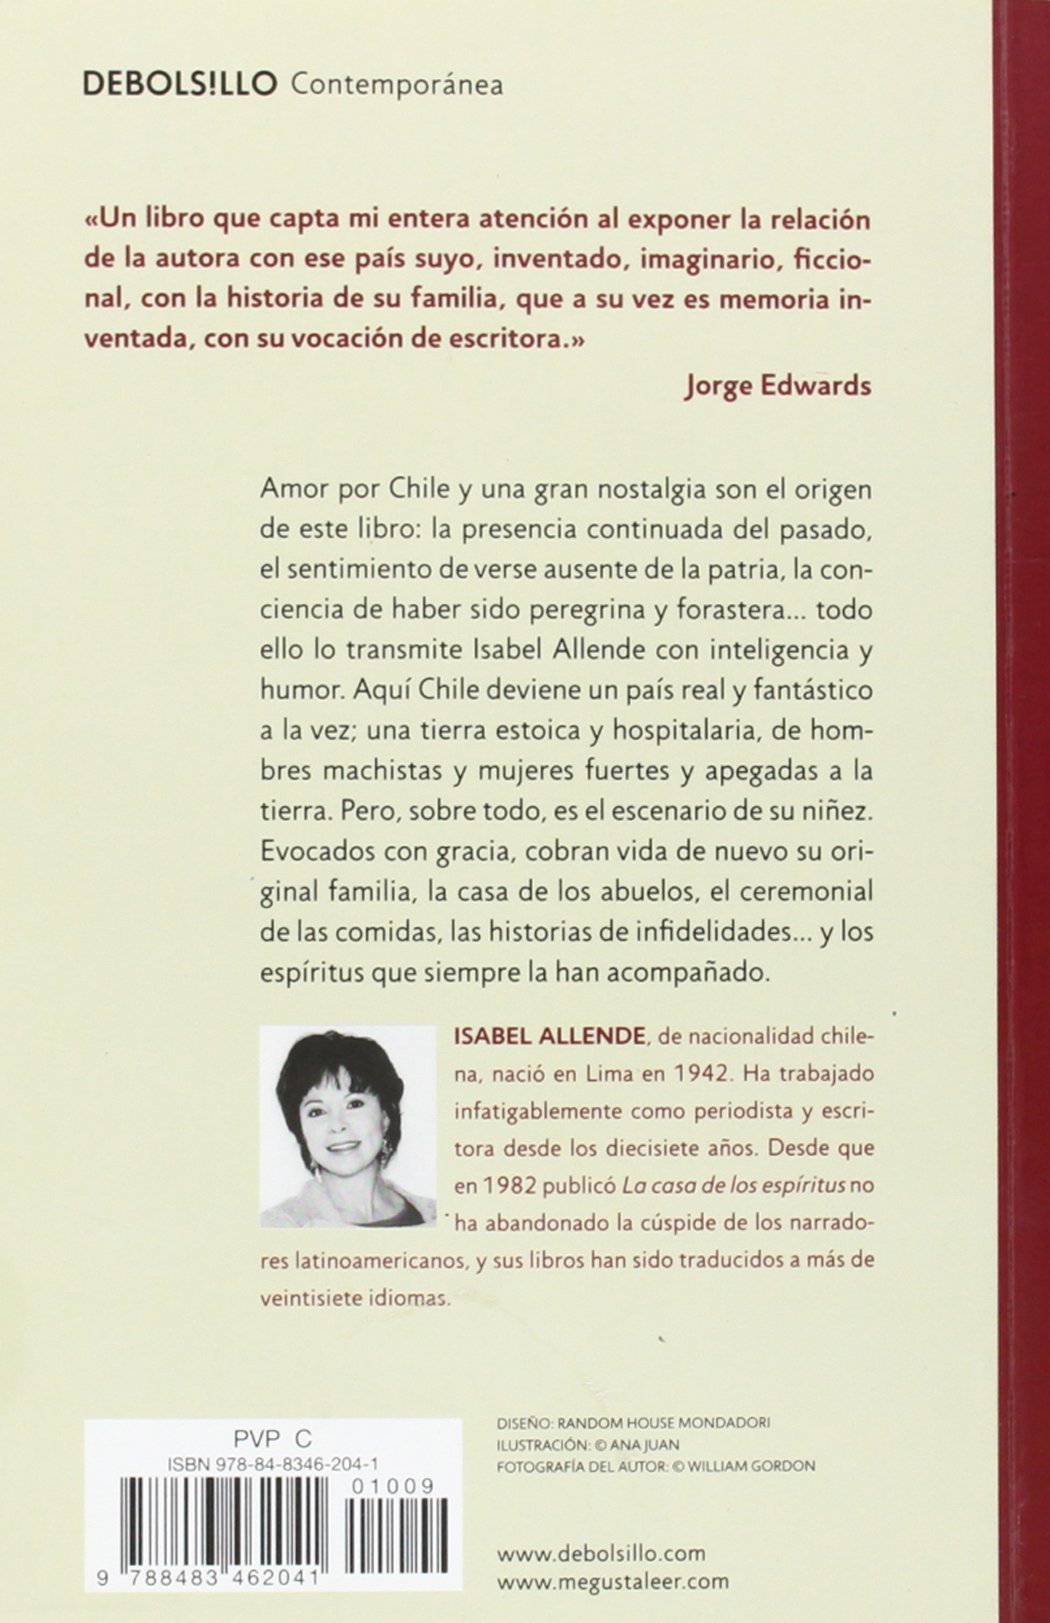 DEBOLS!LLO Contemporánea
«Un libro que capta mi entera atención al exponer la relación
de la autora con ese país suyo, inventado, imaginario, ficcio-
nal, con la historia de su familia, que a su vez es memoria in-
ventada, con su vocación de escritora.»
Jorge Edwards
Amor por Chile y una gran nostalgia son el origen
de este libro: la presencia continuada del pasado,
el sentimiento de verse ausente de la patria, la con-
ciencia de haber sido peregrina y forastera... todo
ello lo transmite Isabel Allende con inteligencia y
humor. Aquí Chile deviene un país real y fantástico
a la vez; una tierra estoica y hospitalaria, de hom-
bres machistas y mujeres fuertes y apegadas a la
tierra. Pero, sobre todo, es el escenario de su niñez.
Evocados con gracia, cobran vida de nuevo su ori-
ginal familia, la casa de los abuelos, el ceremonial
de las comidas, las historias de infidelidades... y los
espíritus que siempre la han acompañado.
ISABEL ALLENDE, de nacionalidad chile-
na, nació en Lima en 1942. Ha trabajado
infatigablemente como periodista y escri-
tora desde los diecisiete años. Desde que
en 1982 publicó La casa de los espíritus no
ha abandonado la cúspide de los narrado-
res latinoamericanos, y sus libros han sido traducidos a más de
veintisiete idiomas.
DISEÑO: RANDOM HOUSE MONDADORI
ILUSTRACIÓN: © ANA JUAN
FOTOGRAFÍA DEL AUTOR: © WILLIAM GORDON
PVP C
ISBN 978-84-8346-204-1
01009
9 788483 462041
www.debolsillo.com
www.megustaleer.com